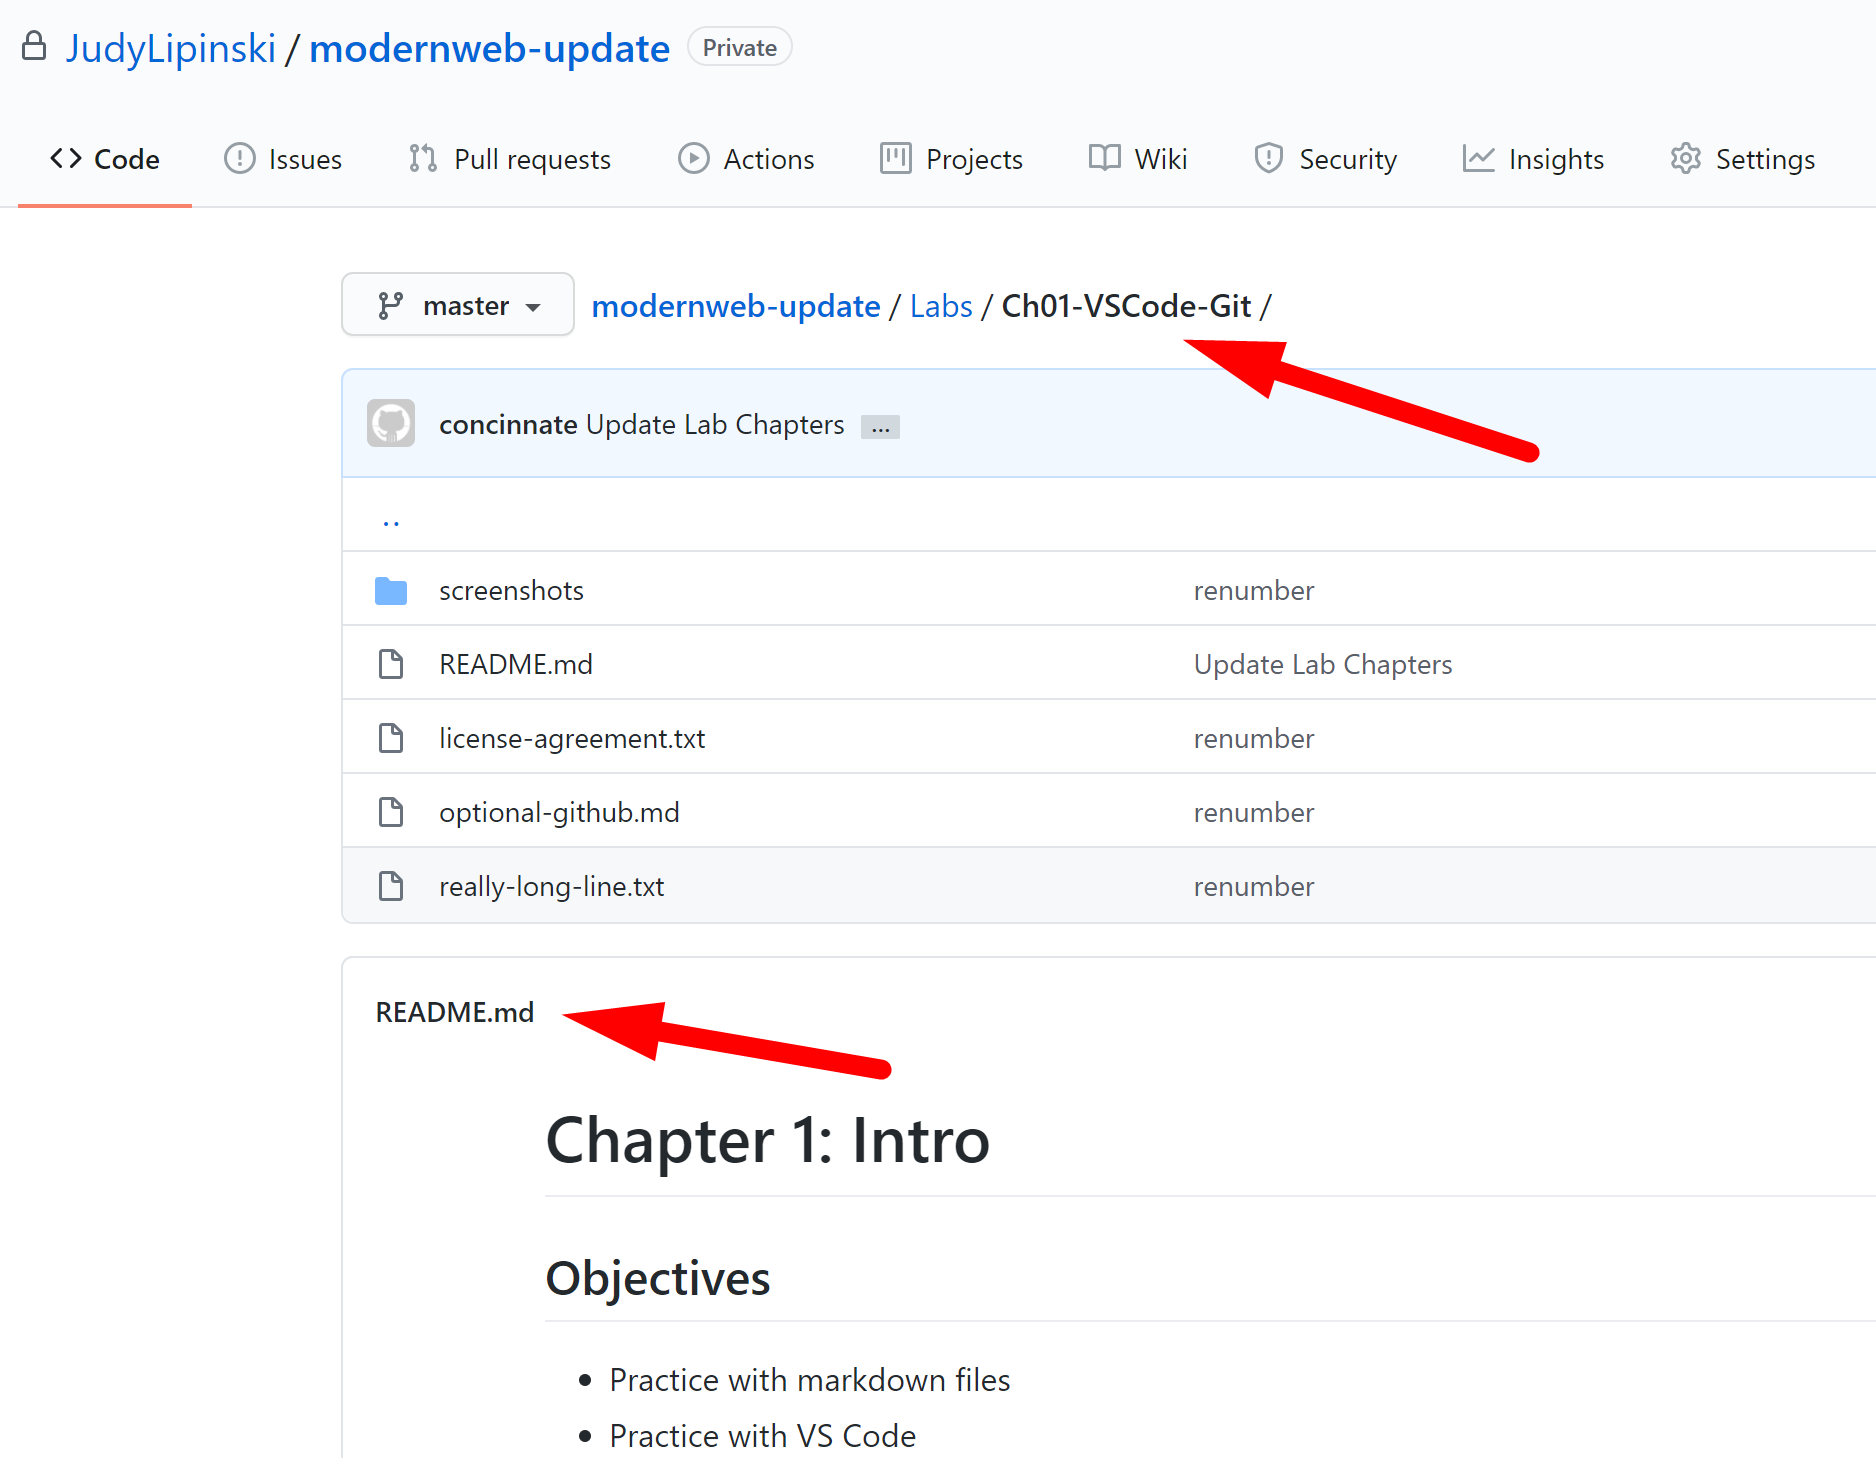 JudyLipinski / modernweb-update Private
Code Issues Pull requests Actions Projects Wiki Security Insights Settings
master modernweb-update / Labs / Ch01-VSCode-Git /
concinnate Update Lab Chapters ...
..
screenshots renumber
README.md Update Lab Chapters
license-agreement.txt renumber
optional-github.md renumber
really-long-line.txt renumber
README.md
Chapter 1: Intro
Objectives
• Practice with markdown files
• Practice with VS Code